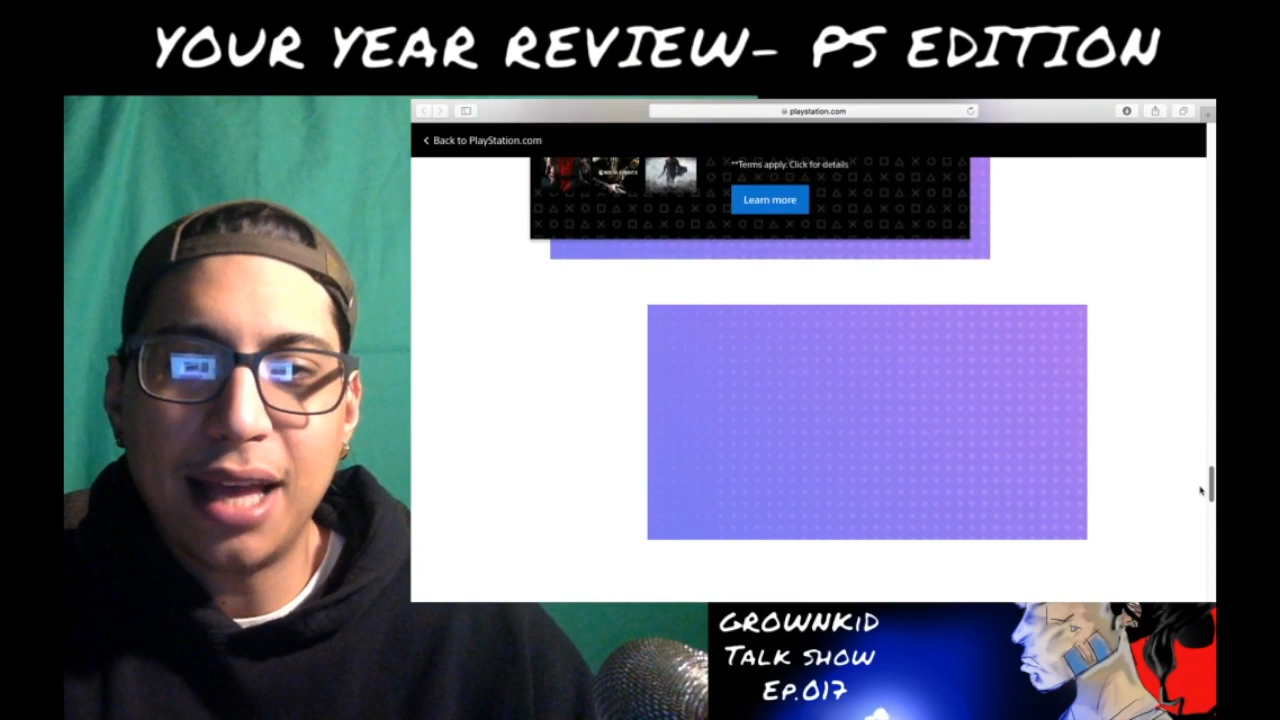 YOUR YEAR REVIEW- PS EDITION
playstation.com
Back to PlayStation.com
**Terms apply. Click for details
Learn more
GROWNKID
TALK SHOW
EP.017